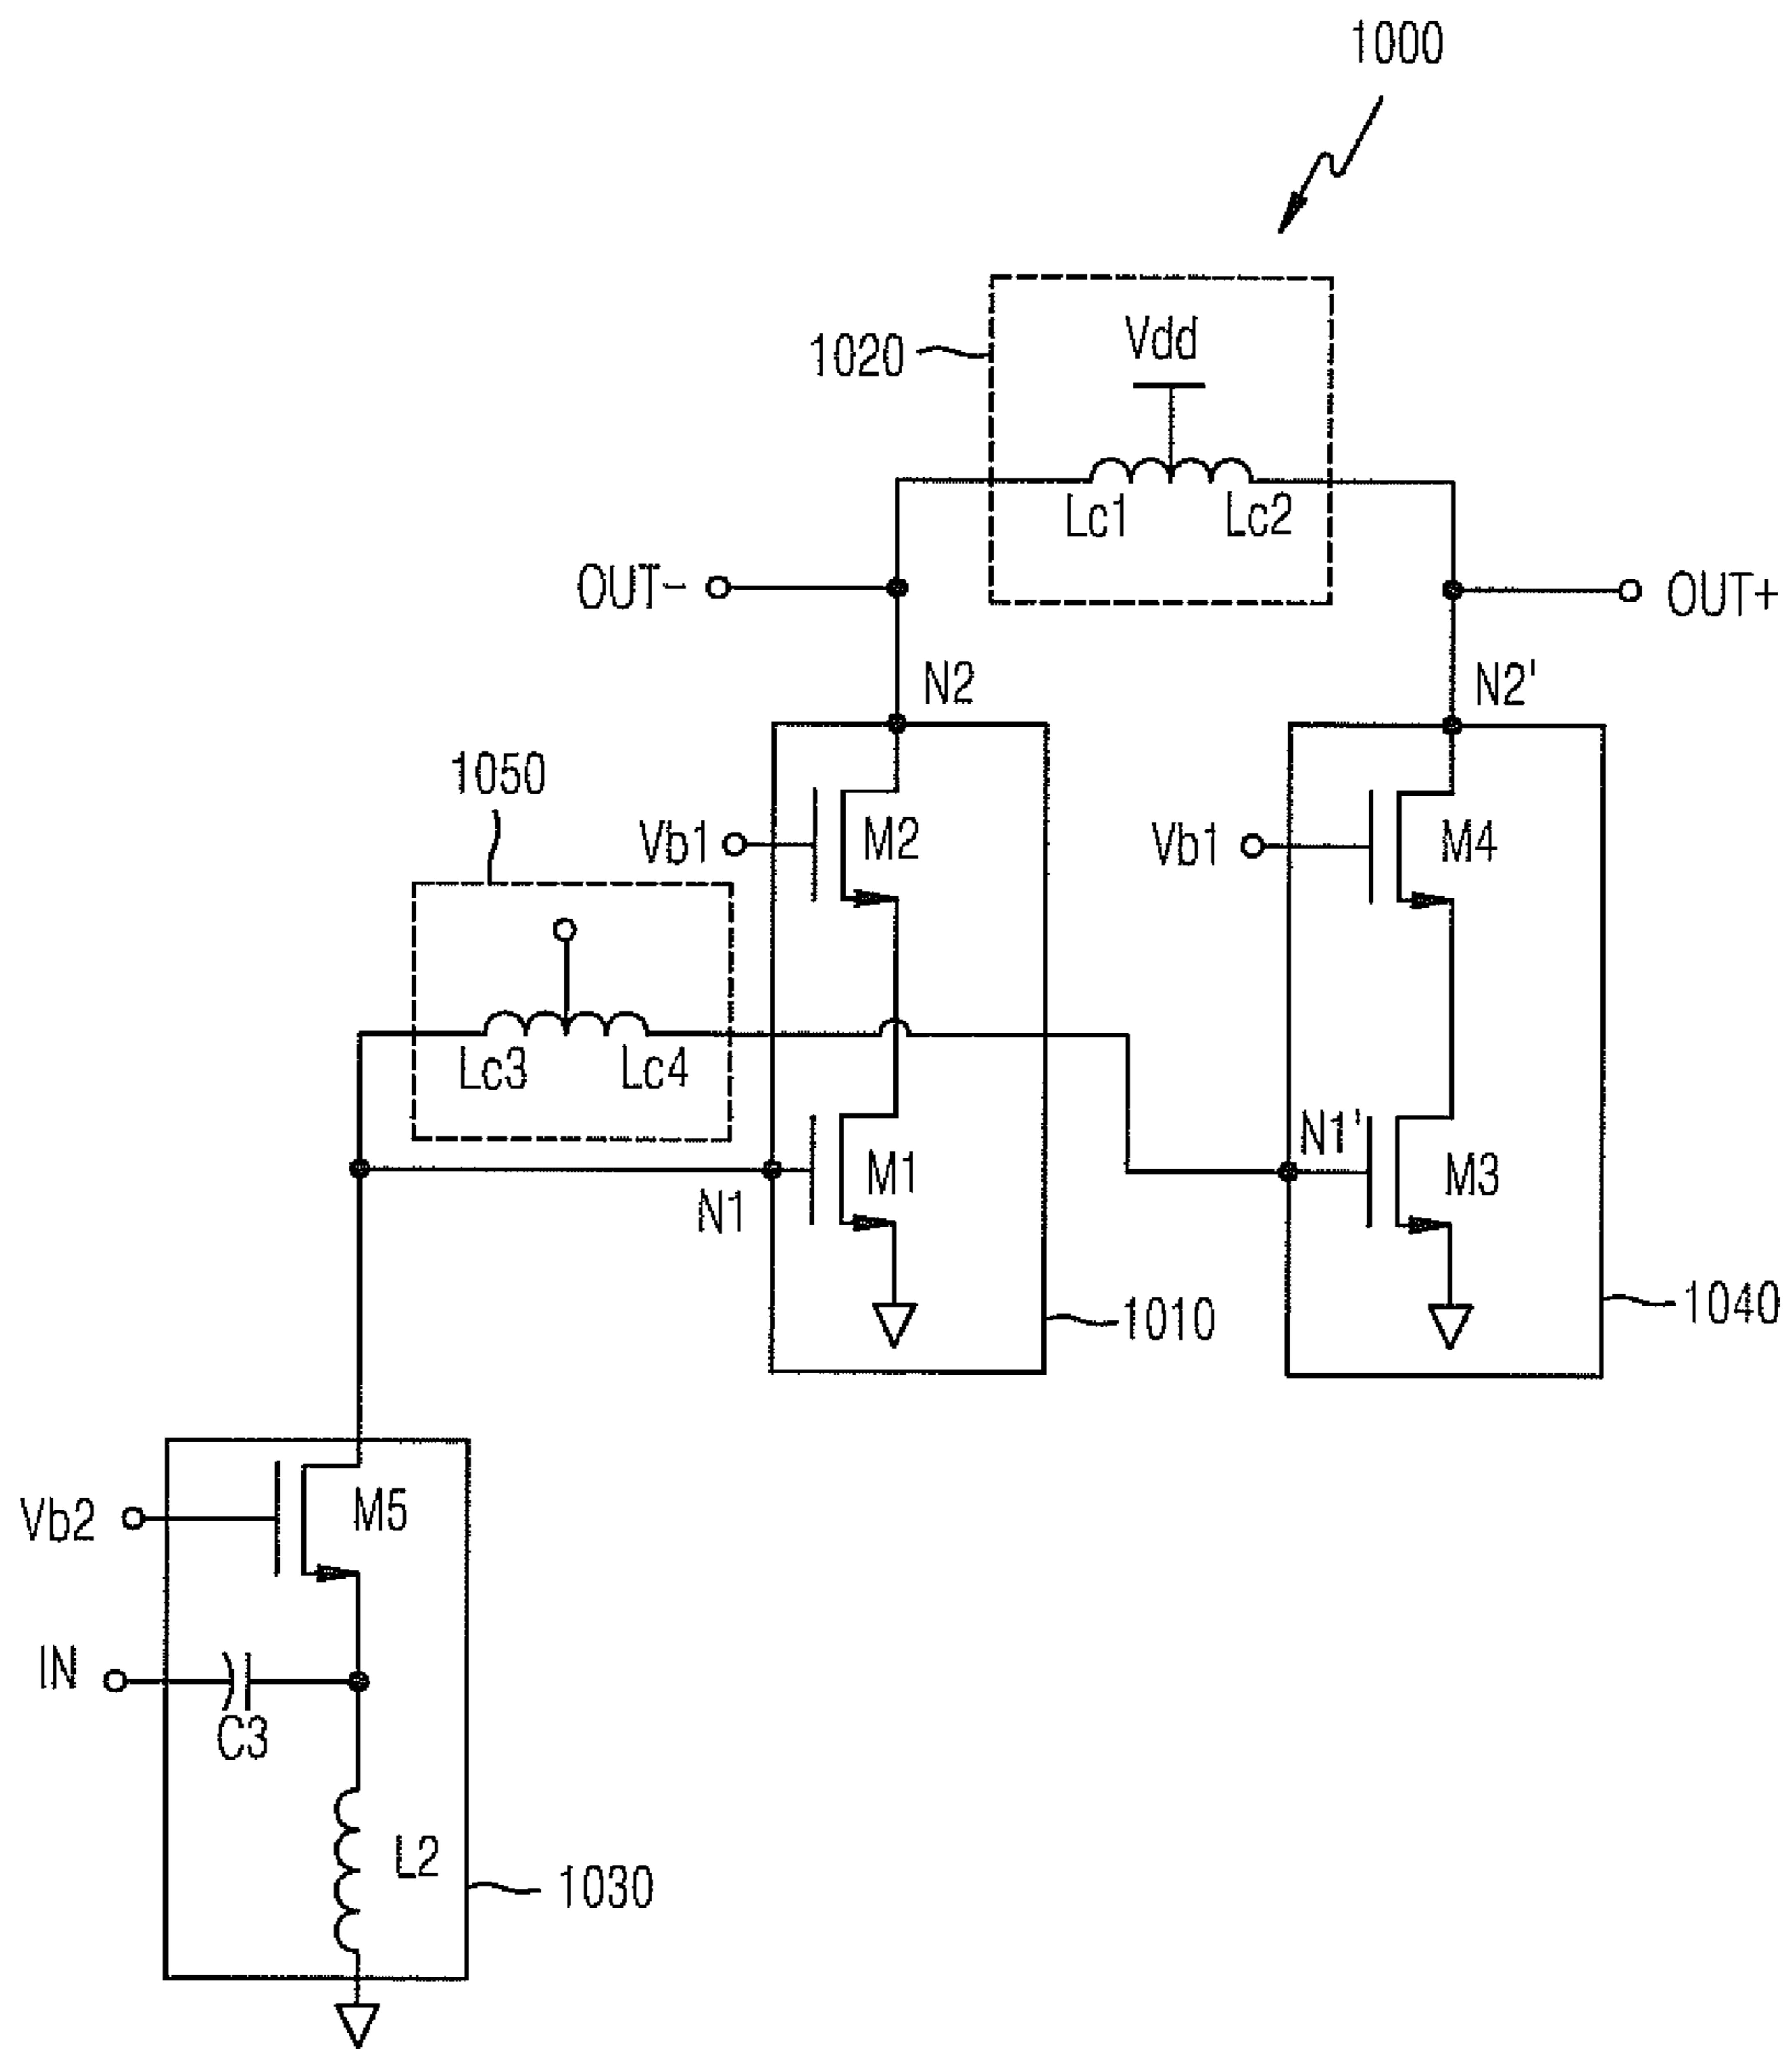 1000
1020
Vdd
Lc1
Lc2
OUT-
OUT+
N2
N2'
1050
Vb1
M2
Vb1
M4
Lc3
Lc4
N1
M1
N1'
M3
1010
1040
Vb2
M5
IN
C3
L2
1030